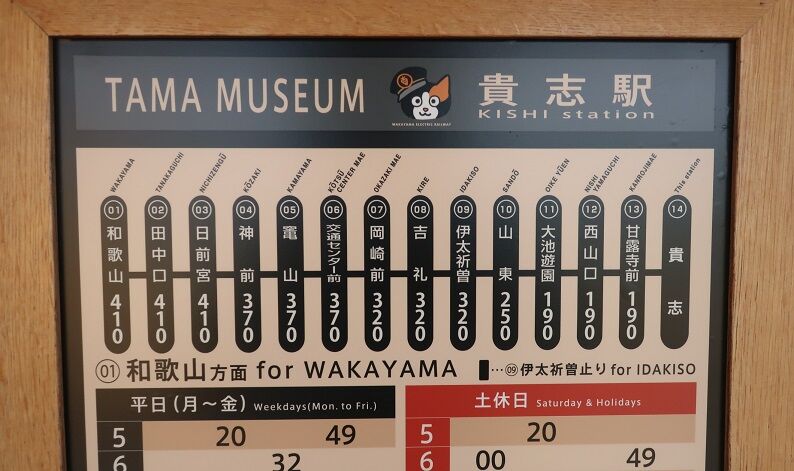 TAMA MUSEUM 貴志駅
WAKAYAMA ELECTRIC RAILWAY
KISHI station
WAKAYAMA TANAKAGUCHI NICHIZENGŪ KŌZAKI KAMAYAMA KŌTSŪ CENTER MAE OKAZAKI MAE KIRE IDAKISO SANDŌ OIKE YŪEN NISHI YAMAGUCHI KANROJIMAE This station
01 02 03 04 05 06 07 08 09 10 11 12 13 14
和歌山 田中口 日前宮 神前 竈山 交通センター前 岡崎前 吉礼 伊太祈曽 山東 大池遊園 西山口 甘露寺前 貴志
410 410 410 370 370 370 320 320 320 250 190 190 190
01 和歌山方面 for WAKAYAMA ▮…09伊太祈曽止り for IDAKISO
平日(月〜金) Weekdays(Mon. to Fri.) 土休日 Saturday & Holidays
5 20 49 5 20
6 32 6 00 49